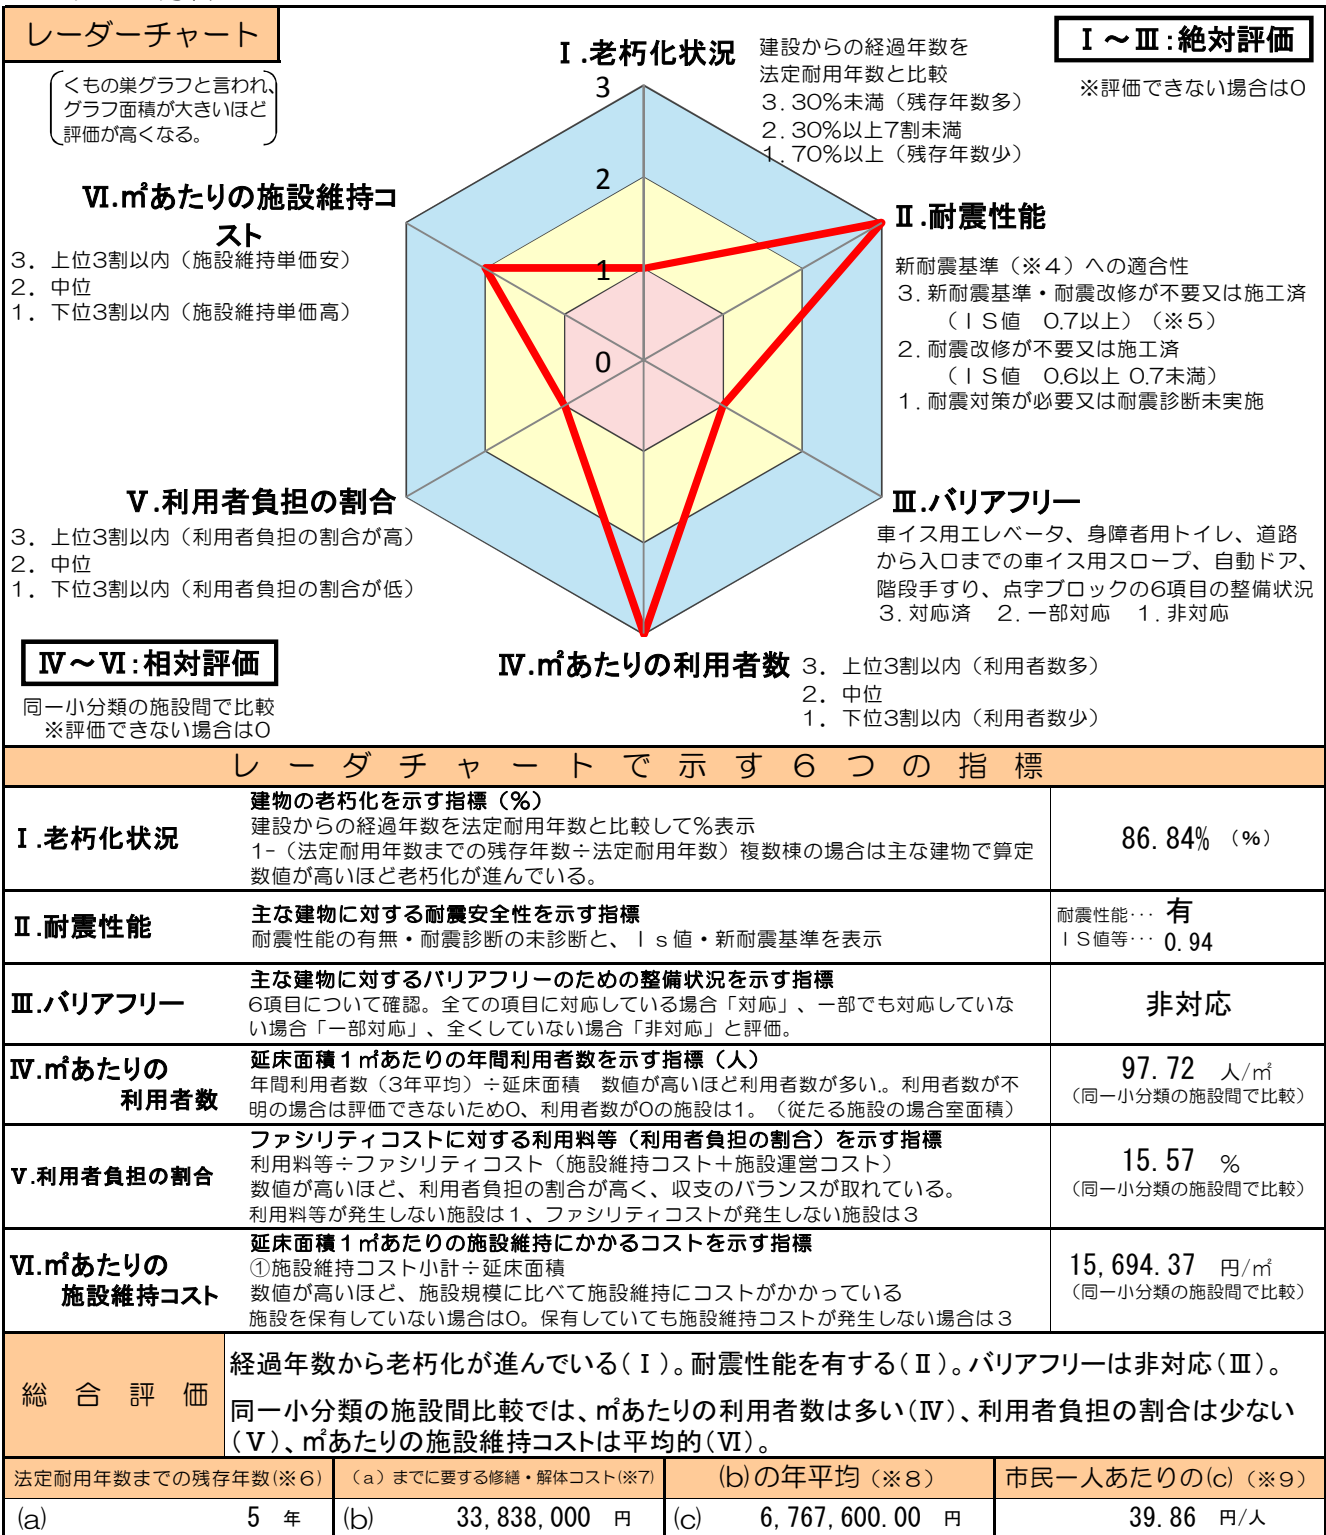 レーダーチャート
くもの巣グラフと言われ、
グラフ面積が大きいほど
評価が高くなる。
Ⅰ.老朽化状況
建設からの経過年数を
法定耐用年数と比較
3.30%未満（残存年数多）
2.30%以上7割未満
1.70%以上（残存年数少）
Ⅰ～Ⅲ:絶対評価
※評価できない場合は0
3
2
1
0
Ⅱ.耐震性能
新耐震基準（※4）への適合性
3.新耐震基準・耐震改修が不要又は施工済
（ＩＳ値　0.7以上）（※5）
2.耐震改修が不要又は施工済
（ＩＳ値　0.6以上 0.7未満）
1.耐震対策が必要又は耐震診断未実施
Ⅵ.㎡あたりの施設維持コ
スト
3. 上位3割以内（施設維持単価安）
2. 中位
1. 下位3割以内（施設維持単価高）
Ⅴ.利用者負担の割合
3. 上位3割以内（利用者負担の割合が高）
2. 中位
1. 下位3割以内（利用者負担の割合が低）
Ⅲ.バリアフリー
車イス用エレベータ、身障者用トイレ、道路
から入口までの車イス用スロープ、自動ドア、
階段手すり、点字ブロックの6項目の整備状況
3.対応済　2.一部対応　1.非対応
Ⅳ～Ⅵ:相対評価
同一小分類の施設間で比較
※評価できない場合は0
Ⅳ.㎡あたりの利用者数
3. 上位3割以内（利用者数多）
2. 中位
1. 下位3割以内（利用者数少）
レーダチャートで示す6つの指標
Ⅰ.老朽化状況
建物の老朽化を示す指標（%）
建設からの経過年数を法定耐用年数と比較して%表示
1-（法定耐用年数までの残存年数÷法定耐用年数）複数棟の場合は主な建物で算定
数値が高いほど老朽化が進んでいる。
86.84% （%）
Ⅱ.耐震性能
主な建物に対する耐震安全性を示す指標
耐震性能の有無・耐震診断の未診断と、Ｉｓ値・新耐震基準を表示
耐震性能… 有
ＩＳ値等… 0.94
Ⅲ.バリアフリー
主な建物に対するバリアフリーのための整備状況を示す指標
6項目について確認。全ての項目に対応している場合「対応」、一部でも対応していな
い場合「一部対応」、全くしていない場合「非対応」と評価。
非対応
Ⅳ.㎡あたりの
利用者数
延床面積１㎡あたりの年間利用者数を示す指標（人）
年間利用者数（3年平均）÷延床面積　数値が高いほど利用者数が多い。利用者数が不
明の場合は評価できないため0、利用者数が0の施設は1。（従たる施設の場合室面積）
97.72 人/㎡
（同一小分類の施設間で比較）
Ⅴ.利用者負担の割合
ファシリティコストに対する利用料等（利用者負担の割合）を示す指標
利用料等÷ファシリティコスト（施設維持コスト＋施設運営コスト）
数値が高いほど、利用者負担の割合が高く、収支のバランスが取れている。
利用料等が発生しない施設は１、ファシリティコストが発生しない施設は３
15.57 %
（同一小分類の施設間で比較）
Ⅵ.㎡あたりの
施設維持コスト
延床面積１㎡あたりの施設維持にかかるコストを示す指標
①施設維持コスト小計÷延床面積
数値が高いほど、施設規模に比べて施設維持にコストがかかっている
施設を保有していない場合は0。保有していても施設維持コストが発生しない場合は３
15,694.37 円/㎡
（同一小分類の施設間で比較）
総合評価
経過年数から老朽化が進んでいる(Ⅰ)。耐震性能を有する(Ⅱ)。バリアフリーは非対応(Ⅲ)。
同一小分類の施設間比較では、㎡あたりの利用者数は多い(Ⅳ)、利用者負担の割合は少ない
(Ⅴ)、㎡あたりの施設維持コストは平均的(Ⅵ)。
法定耐用年数までの残存年数(※6)
（a）までに要する修繕・解体コスト(※7)
(b)の年平均（※8）
市民一人あたりの(c)（※9）
(a) 5 年
(b) 33,838,000 円
(c) 6,767,600.00 円
39.86 円/人